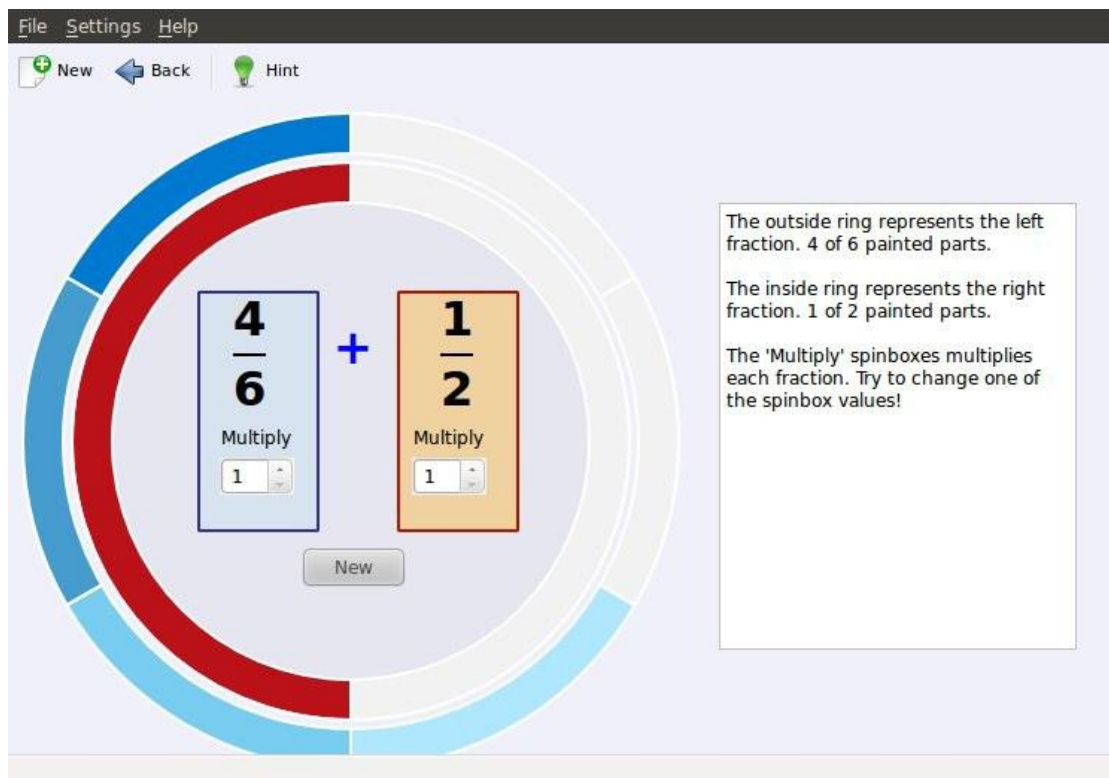 File Settings Help
New Back Hint
The outside ring represents the left
fraction. 4 of 6 painted parts.
The inside ring represents the right
fraction. 1 of 2 painted parts.
The 'Multiply' spinboxes multiplies
each fraction. Try to change one of
the spinbox values!
4 + 1
6 2
Multiply Multiply
1 1
New